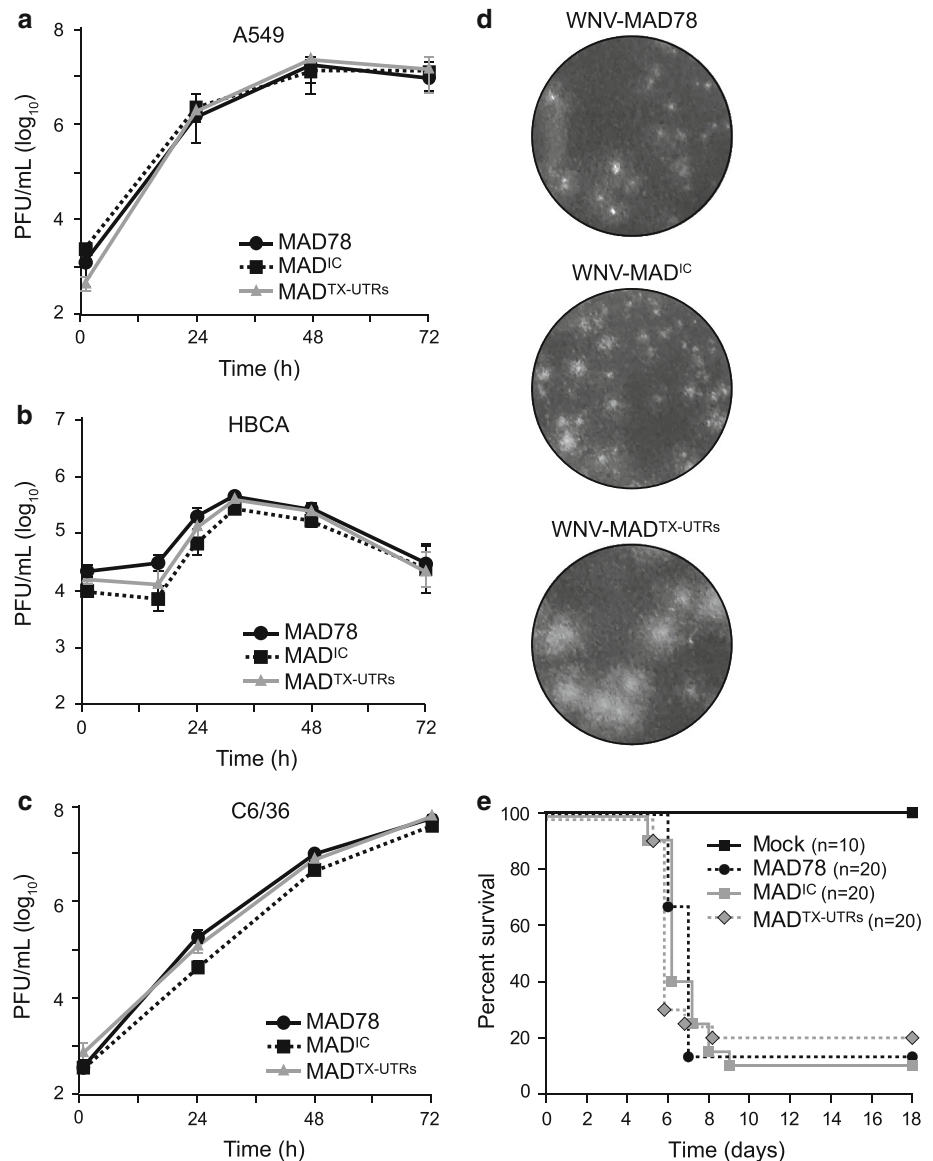 a
A549
PFU/mL (log10)
8
6
4
2
MAD78
MADIC
MADTX-UTRs
0 24 48 72
Time (h)
b
HBCA
PFU/mL (log10)
7
6
5
4
3
2
MAD78
MADIC
MADTX-UTRs
0 24 48 72
Time (h)
c
C6/36
PFU/mL (log10)
8
6
4
2
MAD78
MADIC
MADTX-UTRs
0 24 48 72
Time (h)
d
WNV-MAD78
WNV-MADIC
WNV-MADTX-UTRs
e
Percent survival
100
80
60
40
20
0
Mock (n=10)
MAD78 (n=20)
MADIC (n=20)
MADTX-UTRs (n=20)
0 2 4 6 8 10 12 14 16 18
Time (days)